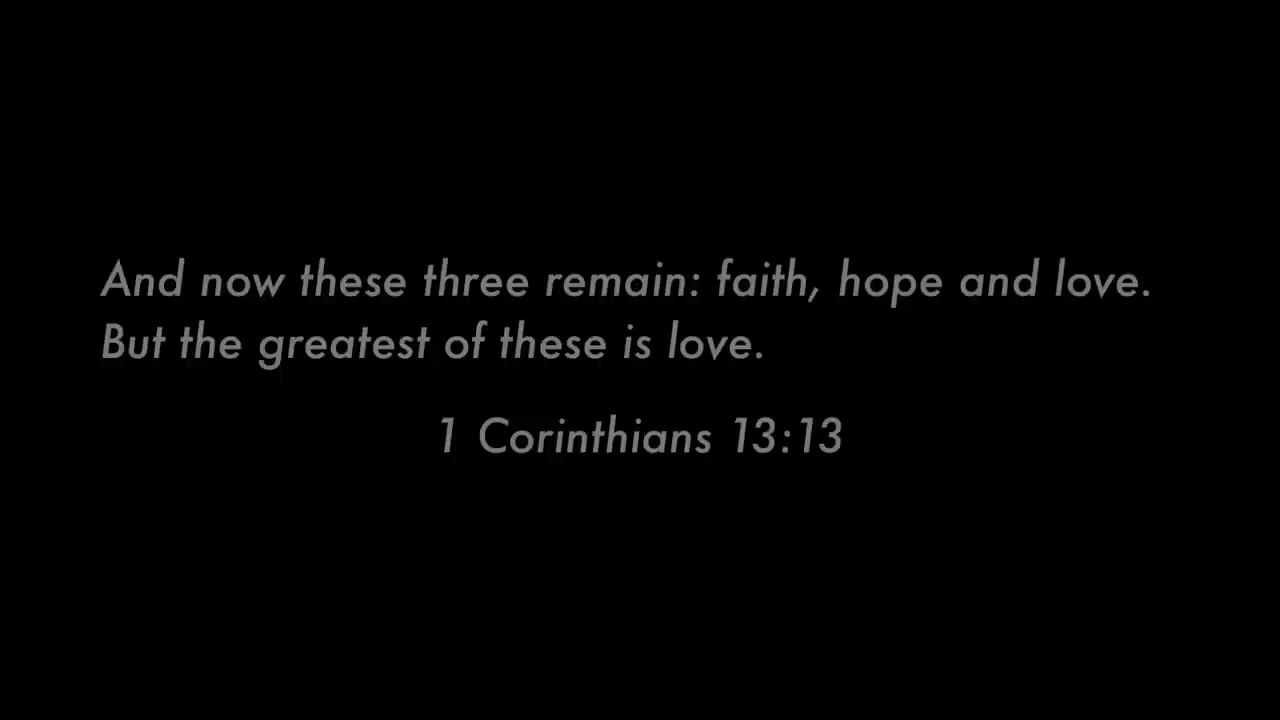 And now these three remain: faith, hope and love.
But the greatest of these is love.
1 Corinthians 13:13